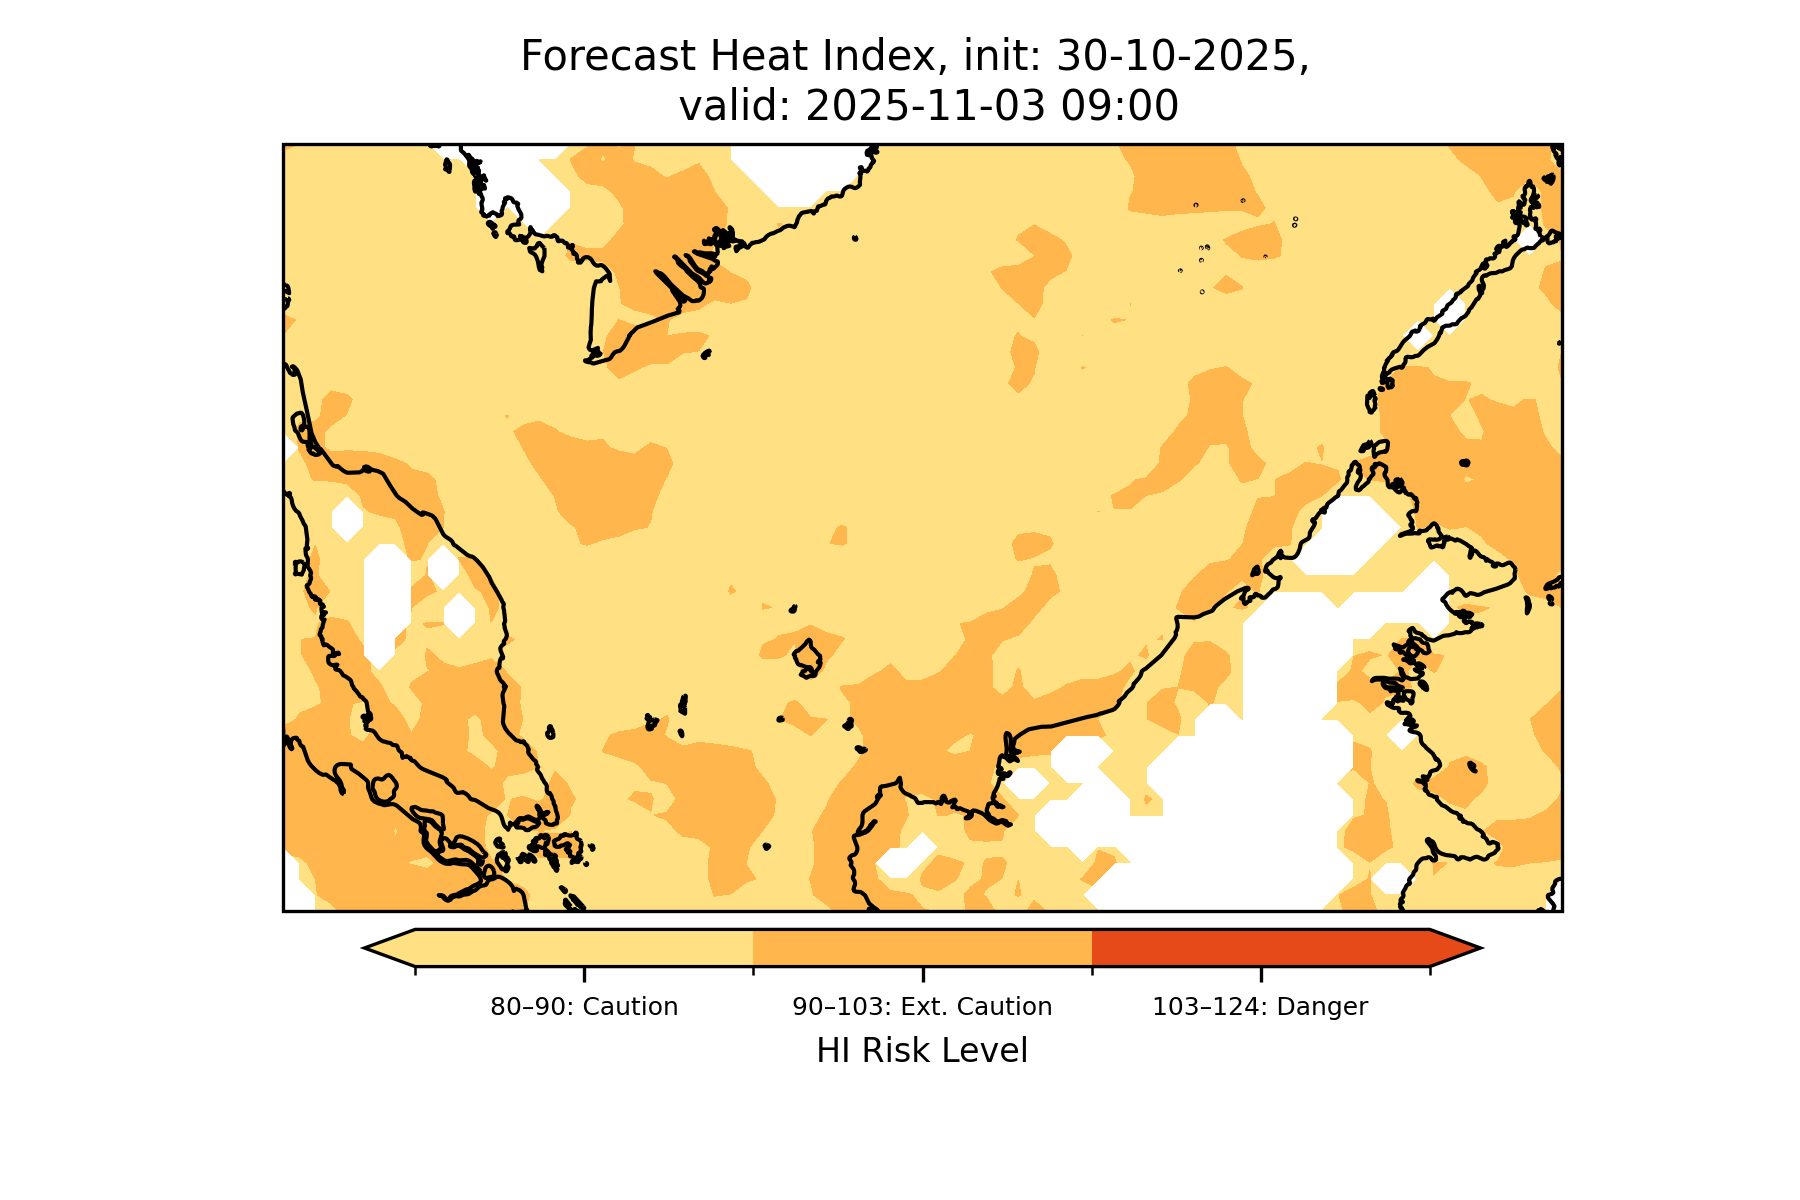 Forecast Heat Index, init: 30-10-2025,
valid: 2025-11-03 09:00
80–90: Caution
90–103: Ext. Caution
103–124: Danger
HI Risk Level